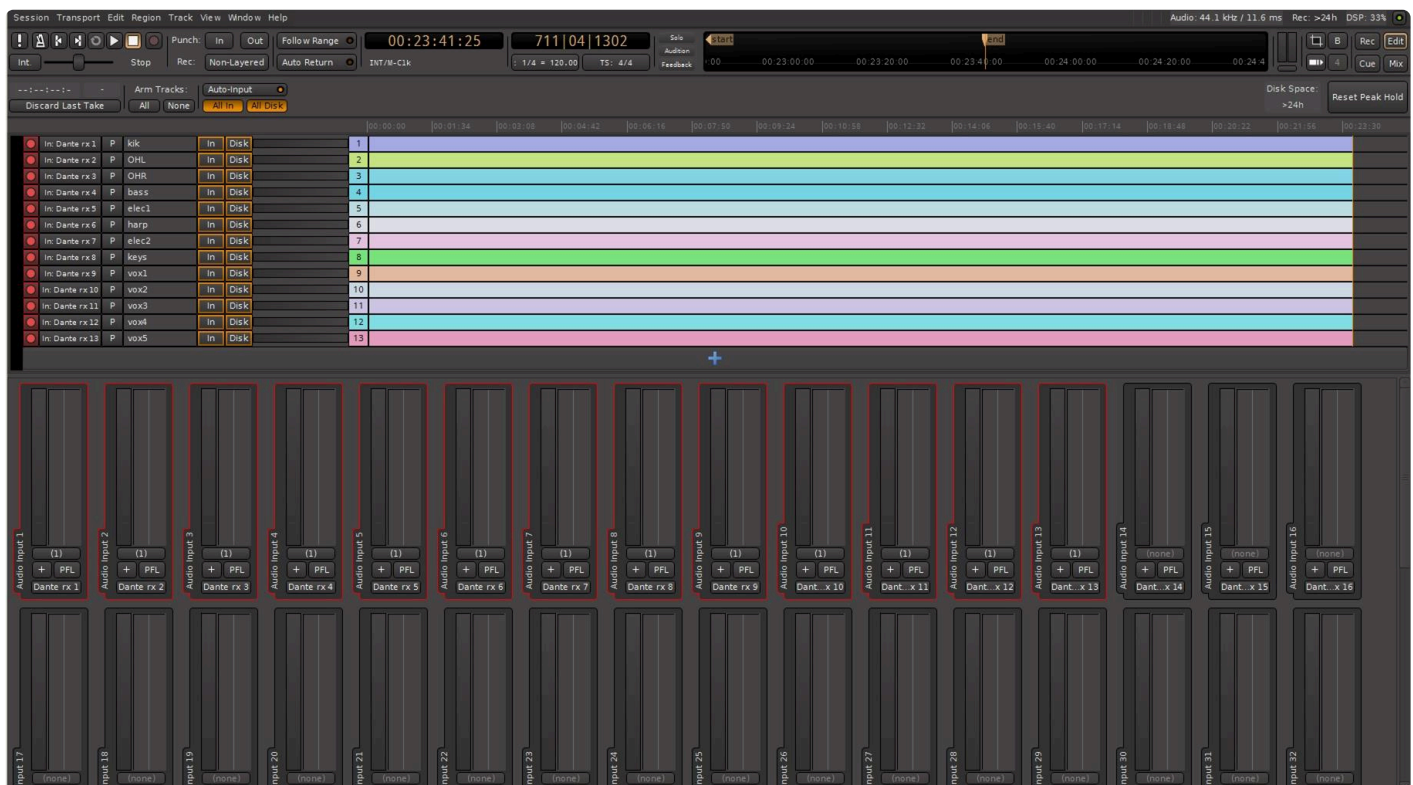 Session Transport Edit Region Track View Window Help
Audio: 44.1 kHz / 11.6 ms Rec: >24h DSP: 33%
Punch: In Out Follow Range 00:23:41:25 711|04|1302 Solo start end B Rec Edit
Audition
Int. Stop Rec: Non-Layered Auto Return INT/M-Clk 1/4 = 120.00 TS: 4/4 Feedback :00 00:23:00:00 00:23:20:00 00:23:40:00 00:24:00:00 00:24:20:00 00:24:4 4 Cue Mix
--:--:--:- - Arm Tracks: Auto-Input Disk Space: Reset Peak Hold
Discard Last Take All None All In All Disk >24h
00:00:00 00:01:34 00:03:08 00:04:42 00:06:16 00:07:50 00:09:24 00:10:58 00:12:32 00:14:06 00:15:40 00:17:14 00:18:48 00:20:22 00:21:56 00:23:30
In: Dante rx 1 P kik In Disk 1
In: Dante rx 2 P OHL In Disk 2
In: Dante rx 3 P OHR In Disk 3
In: Dante rx 4 P bass In Disk 4
In: Dante rx 5 P elec1 In Disk 5
In: Dante rx 6 P harp In Disk 6
In: Dante rx 7 P elec2 In Disk 7
In: Dante rx 8 P keys In Disk 8
In: Dante rx 9 P vox1 In Disk 9
In: Dante rx 10 P vox2 In Disk 10
In: Dante rx 11 P vox3 In Disk 11
In: Dante rx 12 P vox4 In Disk 12
In: Dante rx 13 P vox5 In Disk 13
+
Audio Input 1 Audio Input 2 Audio Input 3 Audio Input 4 Audio Input 5 Audio Input 6 Audio Input 7 Audio Input 8 Audio Input 9 Audio Input 10 Audio Input 11 Audio Input 12 Audio Input 13 Audio Input 14 Audio Input 15 Audio Input 16
(1) (1) (1) (1) (1) (1) (1) (1) (1) (1) (1) (1) (1) (none) (none) (none)
+ PFL + PFL + PFL + PFL + PFL + PFL + PFL + PFL + PFL + PFL + PFL + PFL + PFL + PFL + PFL + PFL
Dante rx 1 Dante rx 2 Dante rx 3 Dante rx 4 Dante rx 5 Dante rx 6 Dante rx 7 Dante rx 8 Dante rx 9 Dant...x 10 Dant...x 11 Dant...x 12 Dant...x 13 Dant...x 14 Dant...x 15 Dant...x 16
nput 17 nput 18 nput 19 nput 20 nput 21 nput 22 nput 23 nput 24 nput 25 nput 26 nput 27 nput 28 nput 29 nput 30 nput 31 nput 32
(none) (none) (none) (none) (none) (none) (none) (none) (none) (none) (none) (none) (none) (none) (none) (none)